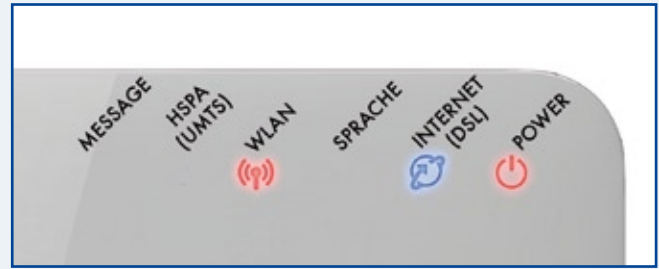 MESSAGE
HSPA
(UMTS)
WLAN
SPRACHE
INTERNET
(DSL)
POWER